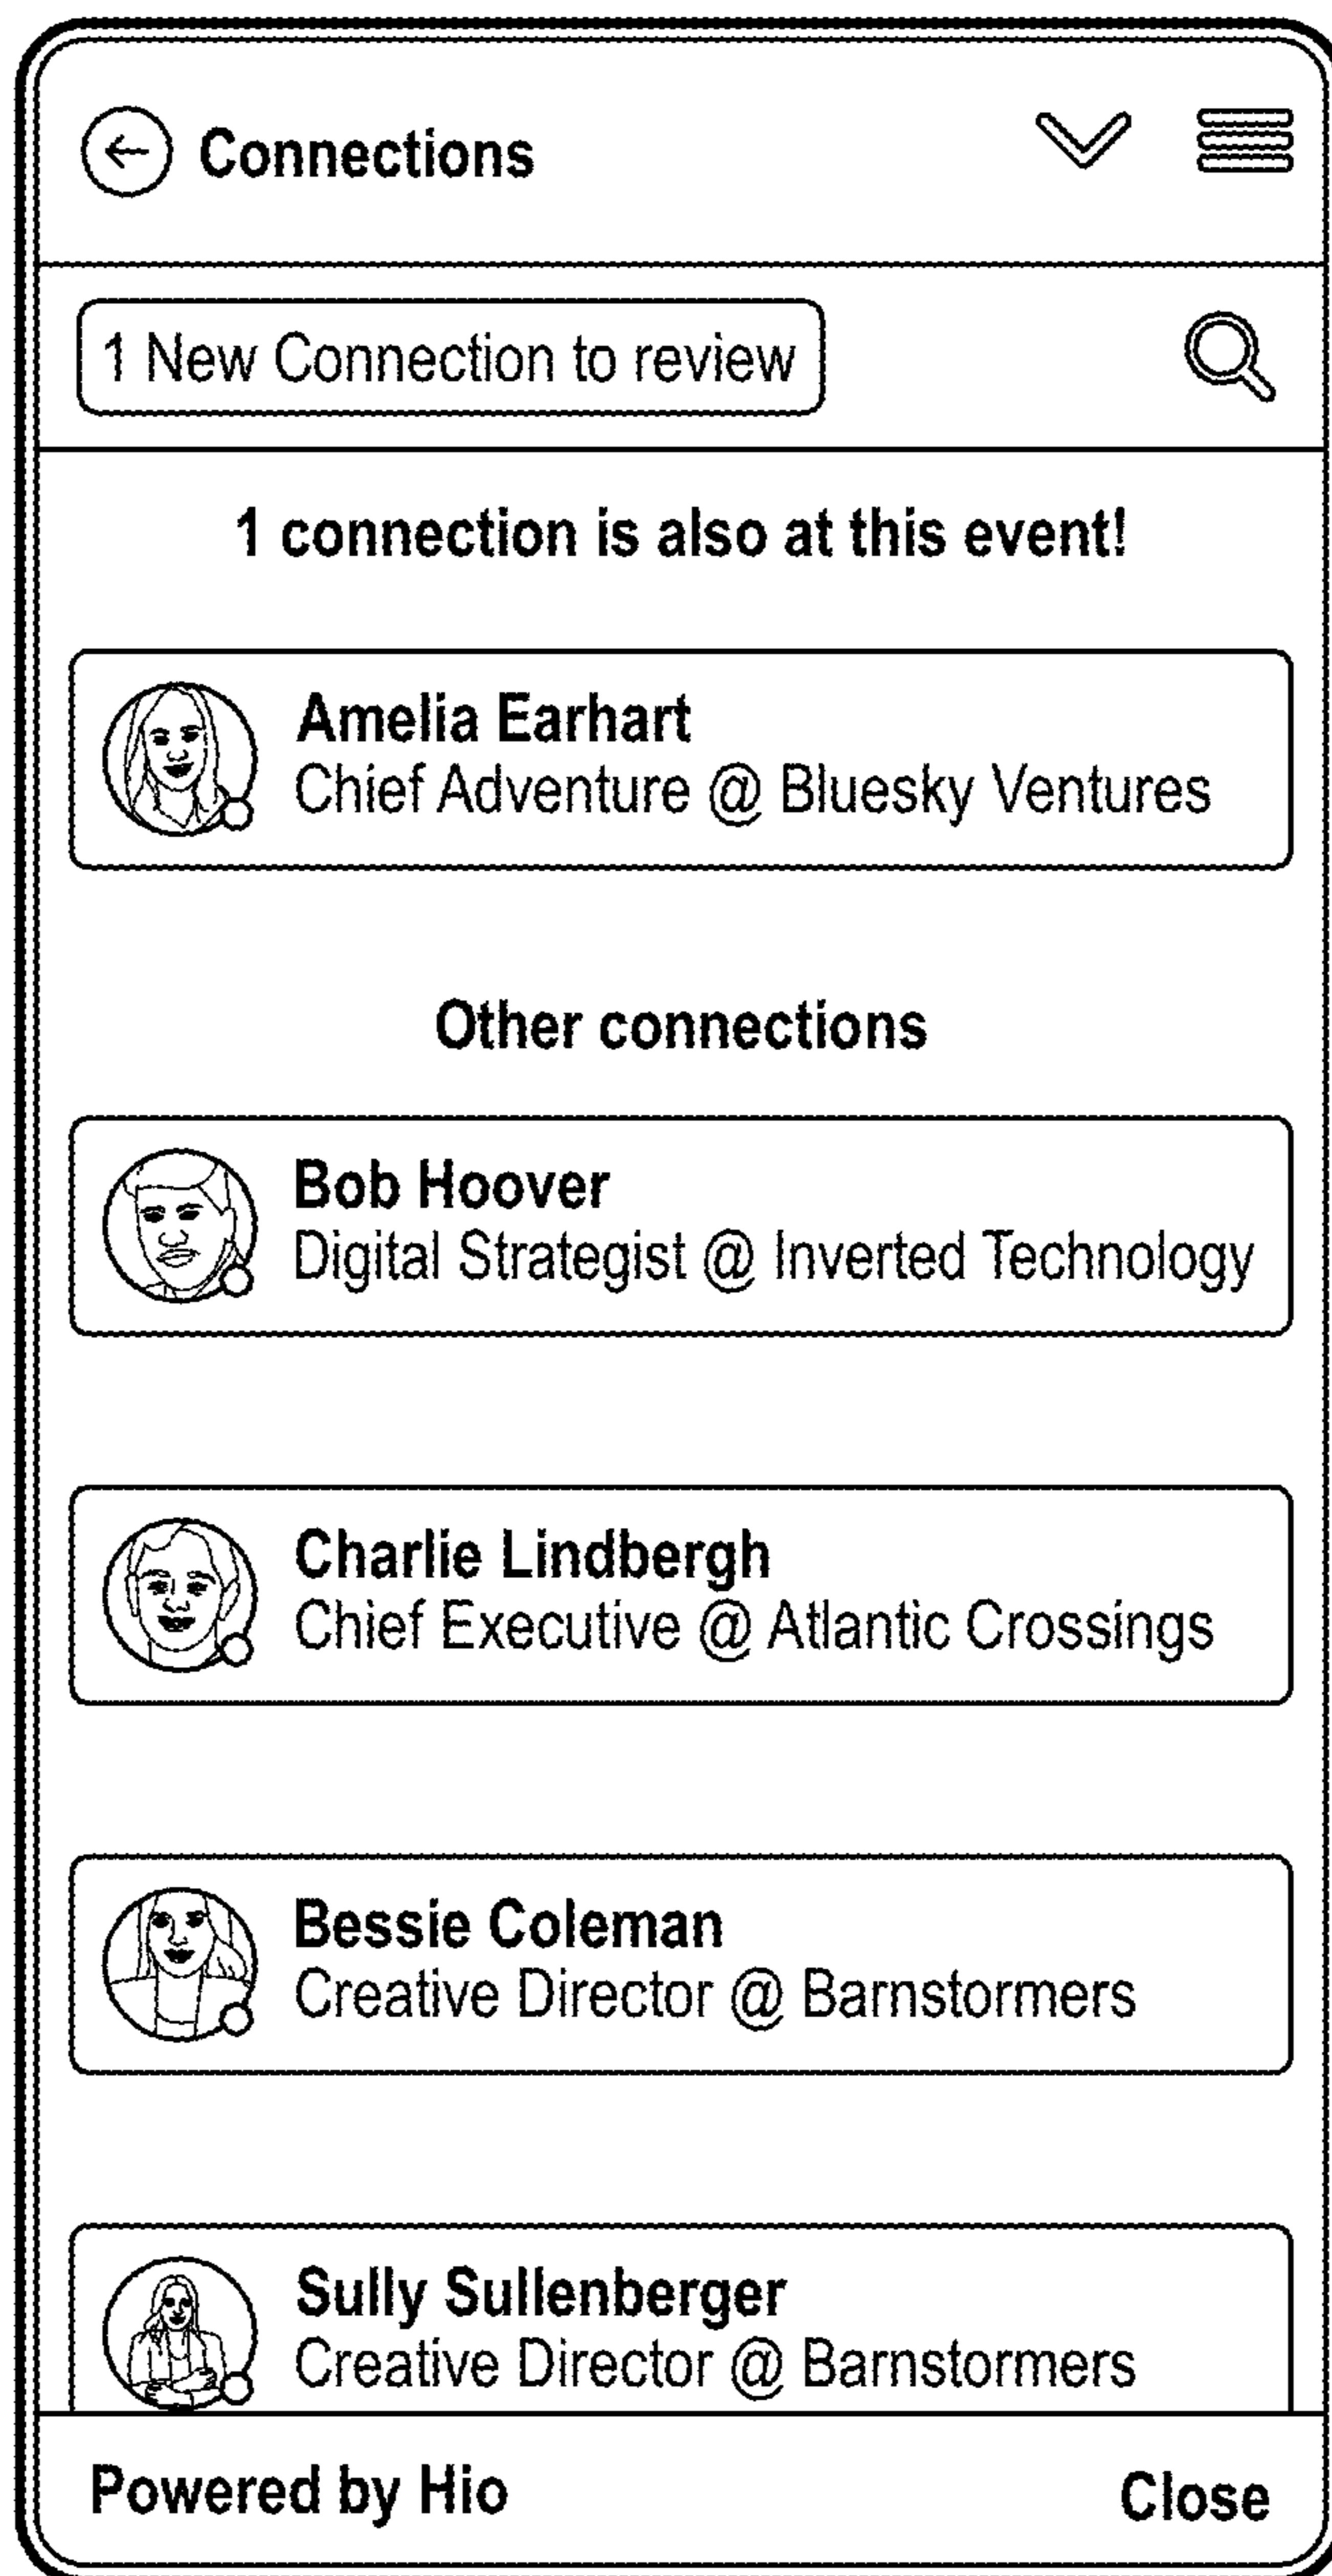 Connections
1 New Connection to review
1 connection is also at this event!
Amelia Earhart
Chief Adventure @ Bluesky Ventures
Other connections
Bob Hoover
Digital Strategist @ Inverted Technology
Charlie Lindbergh
Chief Executive @ Atlantic Crossings
Bessie Coleman
Creative Director @ Barnstormers
Sully Sullenberger
Creative Director @ Barnstormers
Powered by Hio
Close